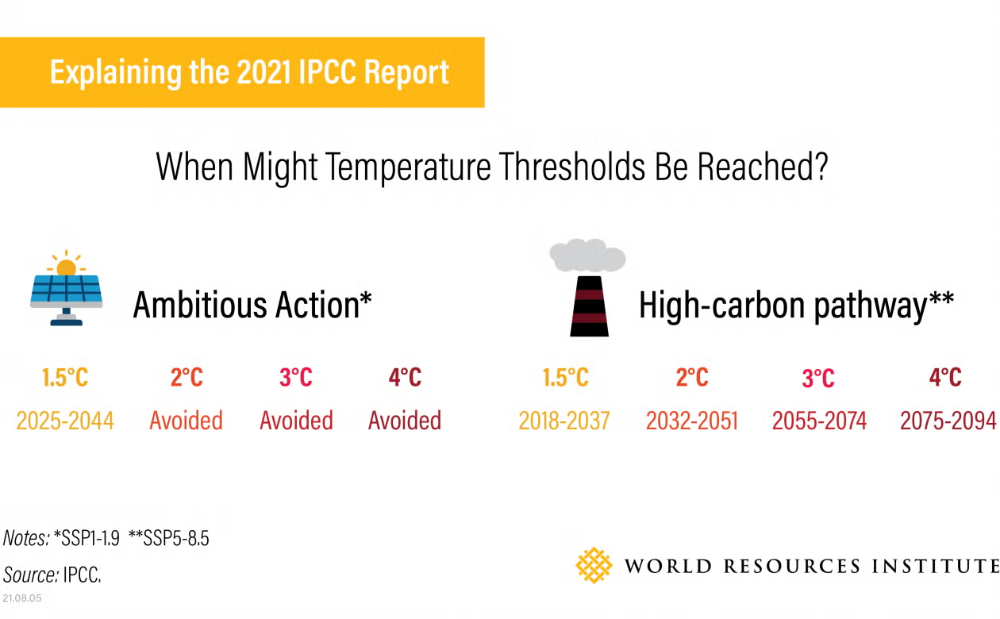 Explaining the 2021 IPCC Report
When Might Temperature Thresholds Be Reached?
Ambitious Action*
1.5°C 2°C 3°C 4°C
2025-2044 Avoided Avoided Avoided
High-carbon pathway**
1.5°C 2°C 3°C 4°C
2018-2037 2032-2051 2055-2074 2075-2094
Notes: *SSP1-1.9 **SSP5-8.5
Source: IPCC.
21.08.05
WORLD RESOURCES INSTITUTE